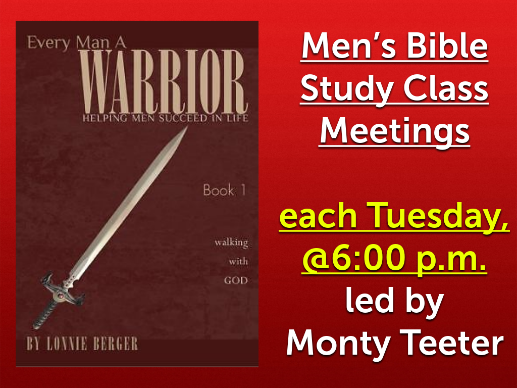 Every Man A
WARRIOR
HELPING MEN SUCCEED IN LIFE
Book 1
walking
with
GOD
BY LONNIE BERGER
Men’s Bible
Study Class
Meetings
each Tuesday,
@6:00 p.m.
led by
Monty Teeter